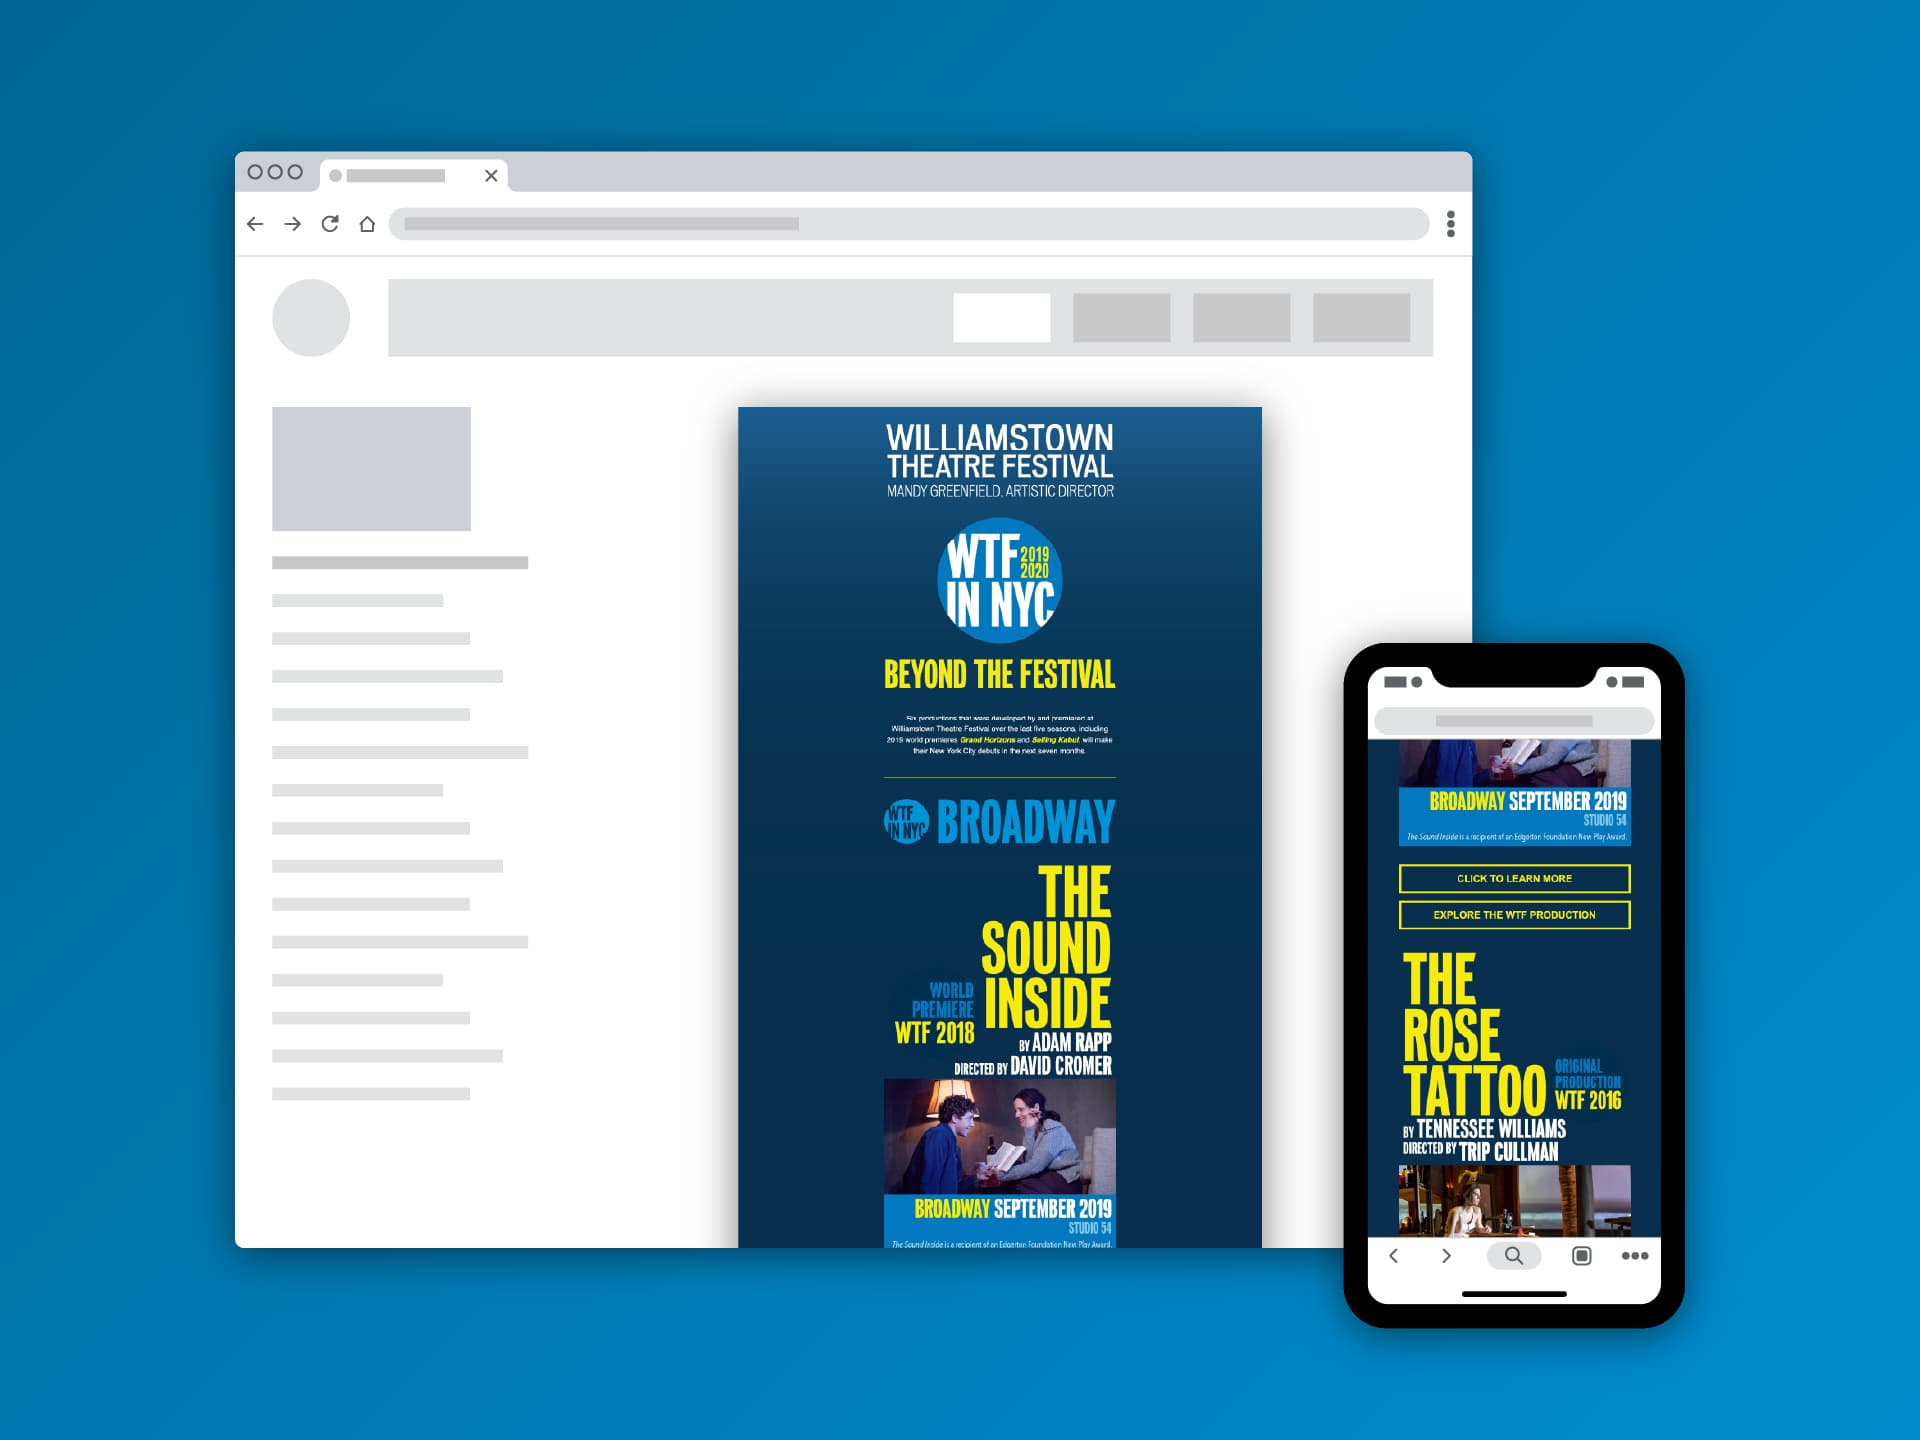 WILLIAMSTOWN
THEATRE FESTIVAL
MANDY GREENFIELD, ARTISTIC DIRECTOR
WTF 2019
2020
IN NYC
BEYOND THE FESTIVAL
Six productions that were developed by and premiered at
Williamstown Theatre Festival over the last five seasons, including
2019 world premieres Grand Horizons and Selling Kabul, will make
their New York City debuts in the next seven months.
WTF
IN NYC
BROADWAY
THE
SOUND
INSIDE
WORLD
PREMIERE
WTF 2018
BY ADAM RAPP
DIRECTED BY DAVID CROMER
BROADWAY SEPTEMBER 2019
STUDIO 54
The Sound Inside is a recipient of an Edgerton Foundation New Play Award.
BROADWAY SEPTEMBER 2019
STUDIO 54
The Sound Inside is a recipient of an Edgerton Foundation New Play Award.
CLICK TO LEARN MORE
EXPLORE THE WTF PRODUCTION
THE
ROSE
TATTOO
ORIGINAL
PRODUCTION
WTF 2016
BY TENNESSEE WILLIAMS
DIRECTED BY TRIP CULLMAN